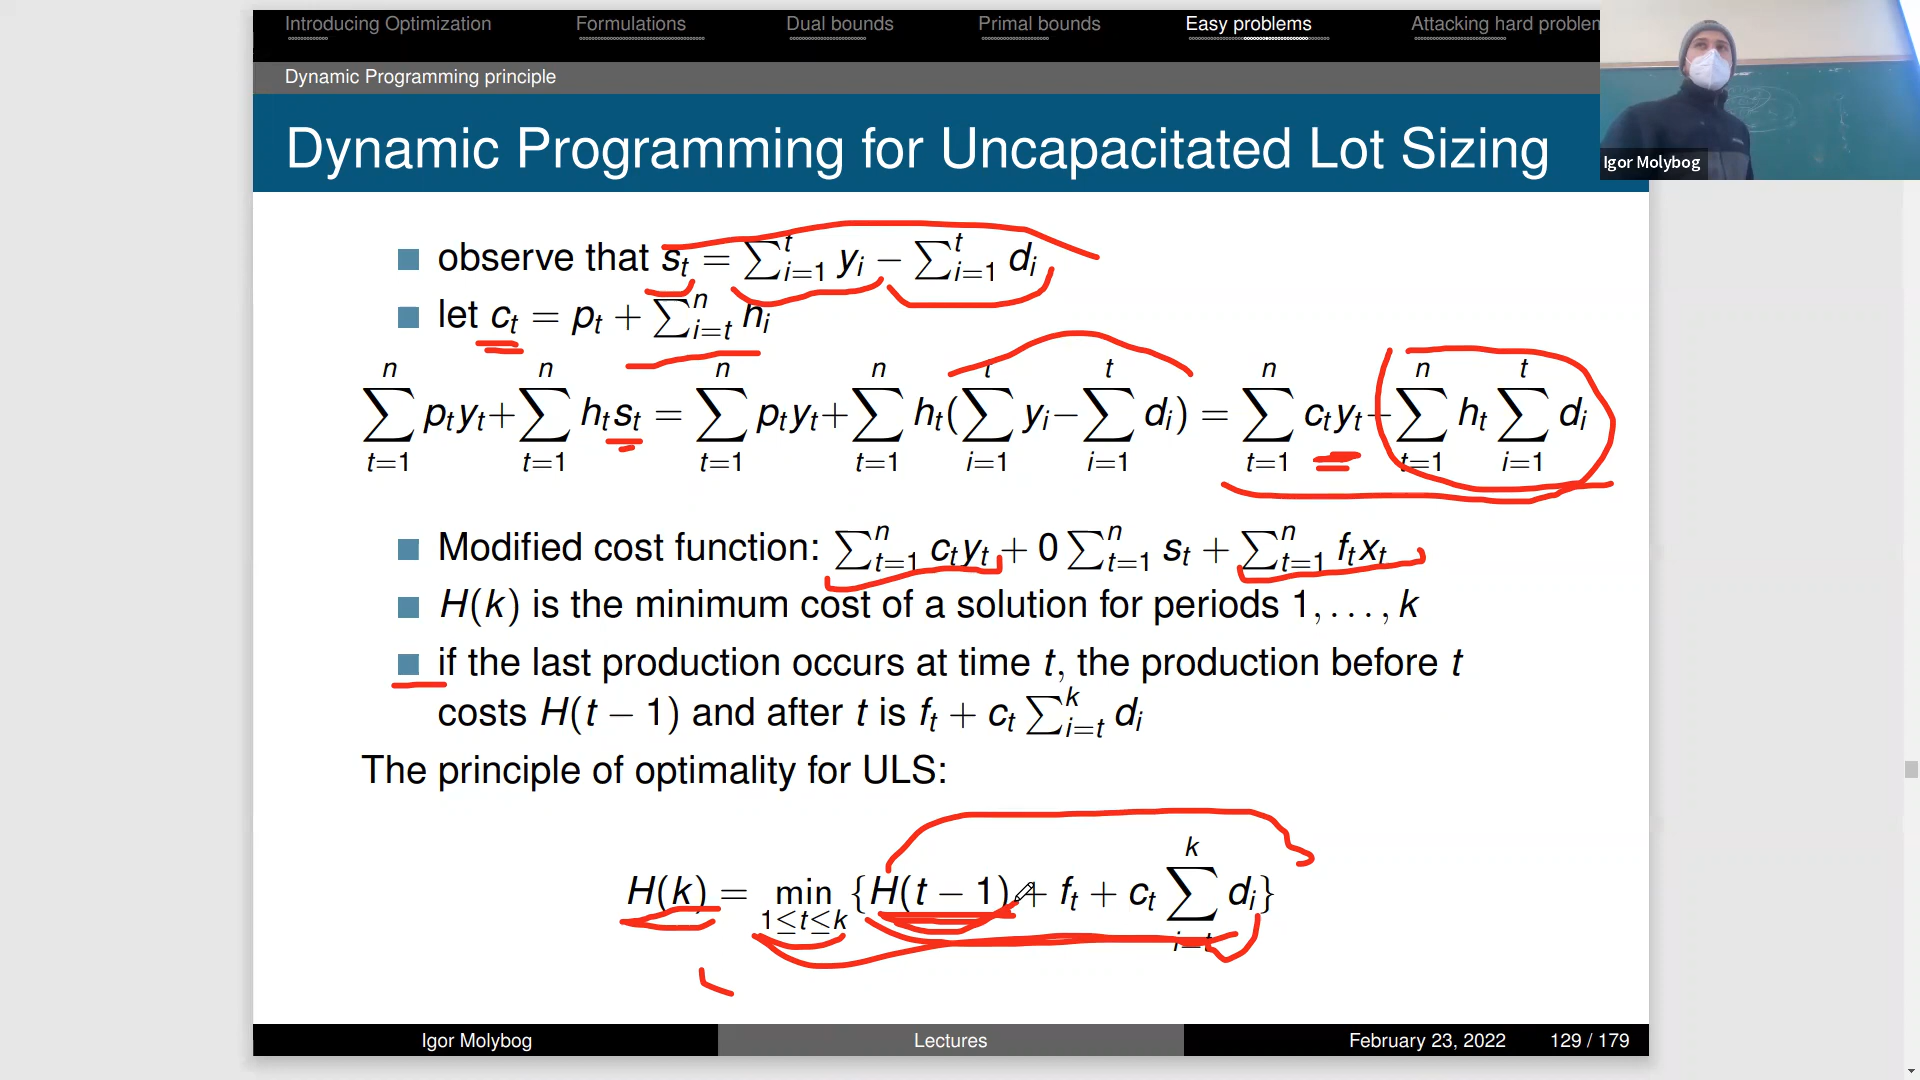 Introducing Optimization Formulations Dual bounds Primal bounds Easy problems Attacking hard
Dynamic Programming principle
Dynamic Programming for Uncapacitated Lot Sizing
Igor Molybog
observe that s_t = ∑_{i=1}^t y_i − ∑_{i=1}^t d_i
let c_t = p_t + ∑_{i=t}^n h_i
∑_{t=1}^n p_t y_t + ∑_{t=1}^n h_t s_t = ∑_{t=1}^n p_t y_t + ∑_{t=1}^n h_t (∑_{i=1}^t y_i − ∑_{i=1}^t d_i) = ∑_{t=1}^n c_t y_t − ∑_{t=1}^n h_t ∑_{i=1}^t d_i
Modified cost function: ∑_{t=1}^n c_t y_t + 0 ∑_{t=1}^n s_t + ∑_{t=1}^n f_t x_t
H(k) is the minimum cost of a solution for periods 1, . . . , k
if the last production occurs at time t, the production before t
costs H(t − 1) and after t is f_t + c_t ∑_{i=t}^k d_i
The principle of optimality for ULS:
H(k) = min_{1≤t≤k} {H(t − 1) + f_t + c_t ∑_{i=t}^k d_i}
Igor Molybog Lectures February 23, 2022 129 / 179